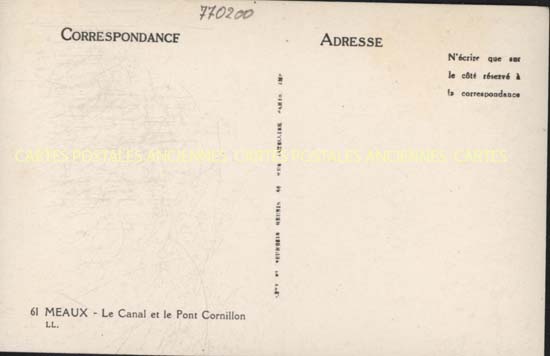 770200
CORRESPONDANCE
ADRESSE
N'écrire que sur
le côté réservé à
la correspondance
CARTES POSTALES ANCIENNES CARTES POSTALES ANCIENNES CARTES
61 MEAUX - Le Canal et le Pont Cornillon
LL.